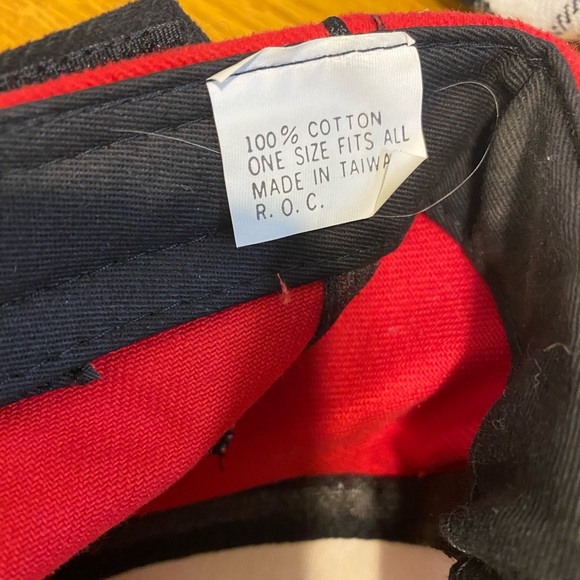 100% COTTON
ONE SIZE FITS ALL
MADE IN TAIWA
R. O. C.